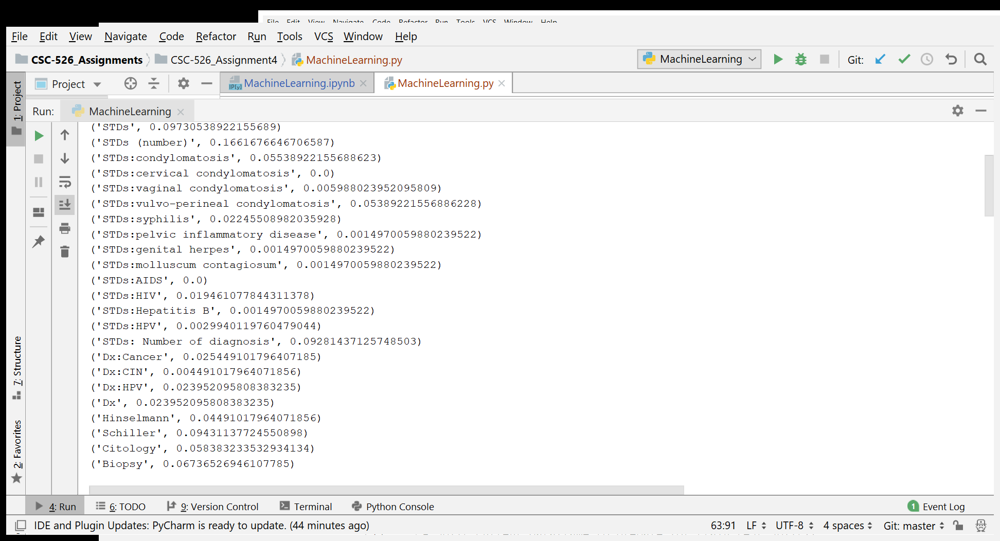 File Edit View Navigate Code Refactor Run Tools VCS Window Help
File Edit View Navigate Code Refactor Run Tools VCS Window Help
CSC-526_Assignments CSC-526_Assignment4 MachineLearning.py MachineLearning Git:
1: Project
Project MachineLearning.ipynb MachineLearning.py
Run: MachineLearning
('STDs', 0.09730538922155689)
('STDs (number)', 0.1661676646706587)
('STDs:condylomatosis', 0.05538922155688623)
('STDs:cervical condylomatosis', 0.0)
('STDs:vaginal condylomatosis', 0.005988023952095809)
('STDs:vulvo-perineal condylomatosis', 0.05389221556886228)
('STDs:syphilis', 0.02245508982035928)
('STDs:pelvic inflammatory disease', 0.0014970059880239522)
('STDs:genital herpes', 0.0014970059880239522)
('STDs:molluscum contagiosum', 0.0014970059880239522)
('STDs:AIDS', 0.0)
('STDs:HIV', 0.019461077844311378)
('STDs:Hepatitis B', 0.0014970059880239522)
('STDs:HPV', 0.0029940119760479044)
('STDs: Number of diagnosis', 0.09281437125748503)
('Dx:Cancer', 0.025449101796407185)
('Dx:CIN', 0.004491017964071856)
('Dx:HPV', 0.023952095808383235)
('Dx', 0.023952095808383235)
('Hinselmann', 0.04491017964071856)
('Schiller', 0.09431137724550898)
('Citology', 0.058383233532934134)
('Biopsy', 0.06736526946107785)
7: Structure
2: Favorites
4: Run 6: TODO 9: Version Control Terminal Python Console 1 Event Log
IDE and Plugin Updates: PyCharm is ready to update. (44 minutes ago) 63:91 LF UTF-8 4 spaces Git: master